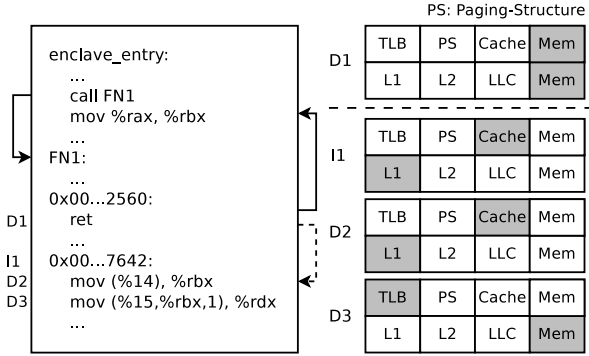 PS: Paging-Structure
enclave_entry:
...
call FN1
mov %rax, %rbx
...
FN1:
...
0x00...2560:
D1 ret
...
I1 0x00...7642:
D2 mov (%14), %rbx
D3 mov (%15,%rbx,1), %rdx
...
D1
TLB PS Cache Mem
L1 L2 LLC Mem
I1
TLB PS Cache Mem
L1 L2 LLC Mem
D2
TLB PS Cache Mem
L1 L2 LLC Mem
D3
TLB PS Cache Mem
L1 L2 LLC Mem